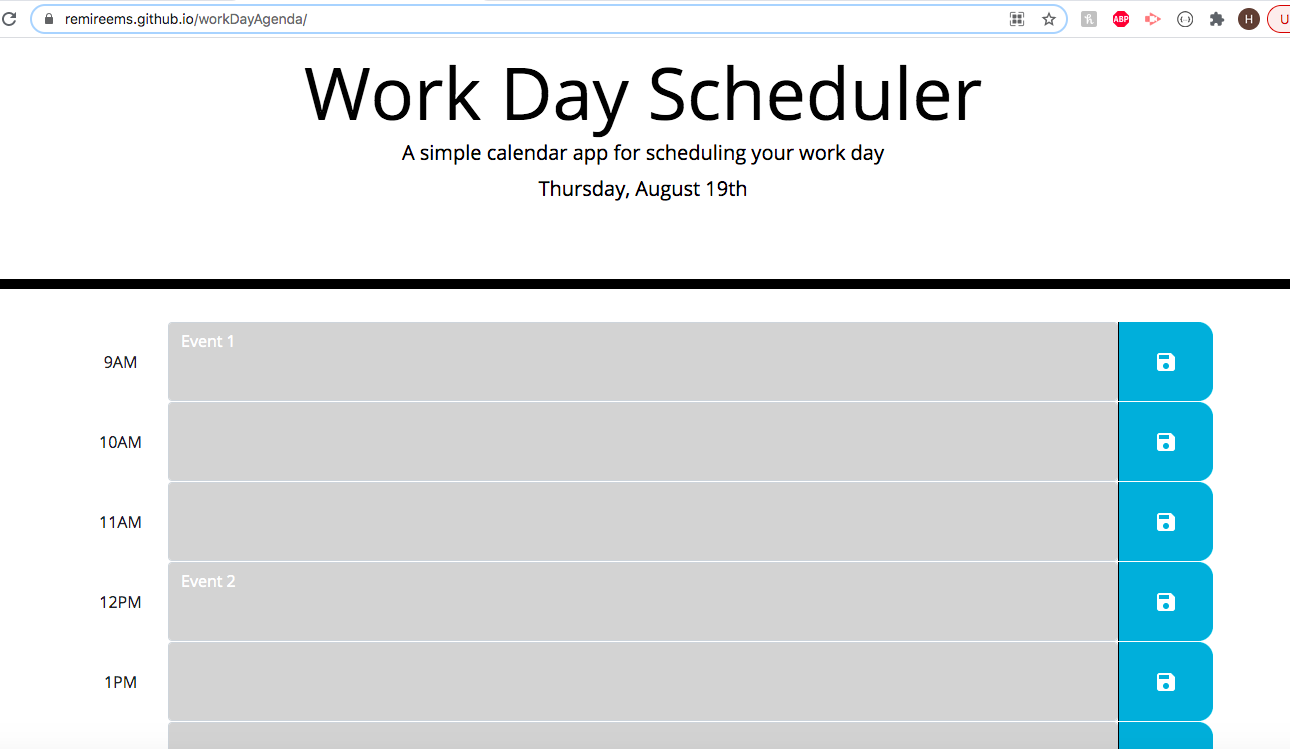 remireems.github.io/workDayAgenda/
ABP
H
U
Work Day Scheduler
A simple calendar app for scheduling your work day
Thursday, August 19th
9AM
Event 1
10AM
11AM
12PM
Event 2
1PM